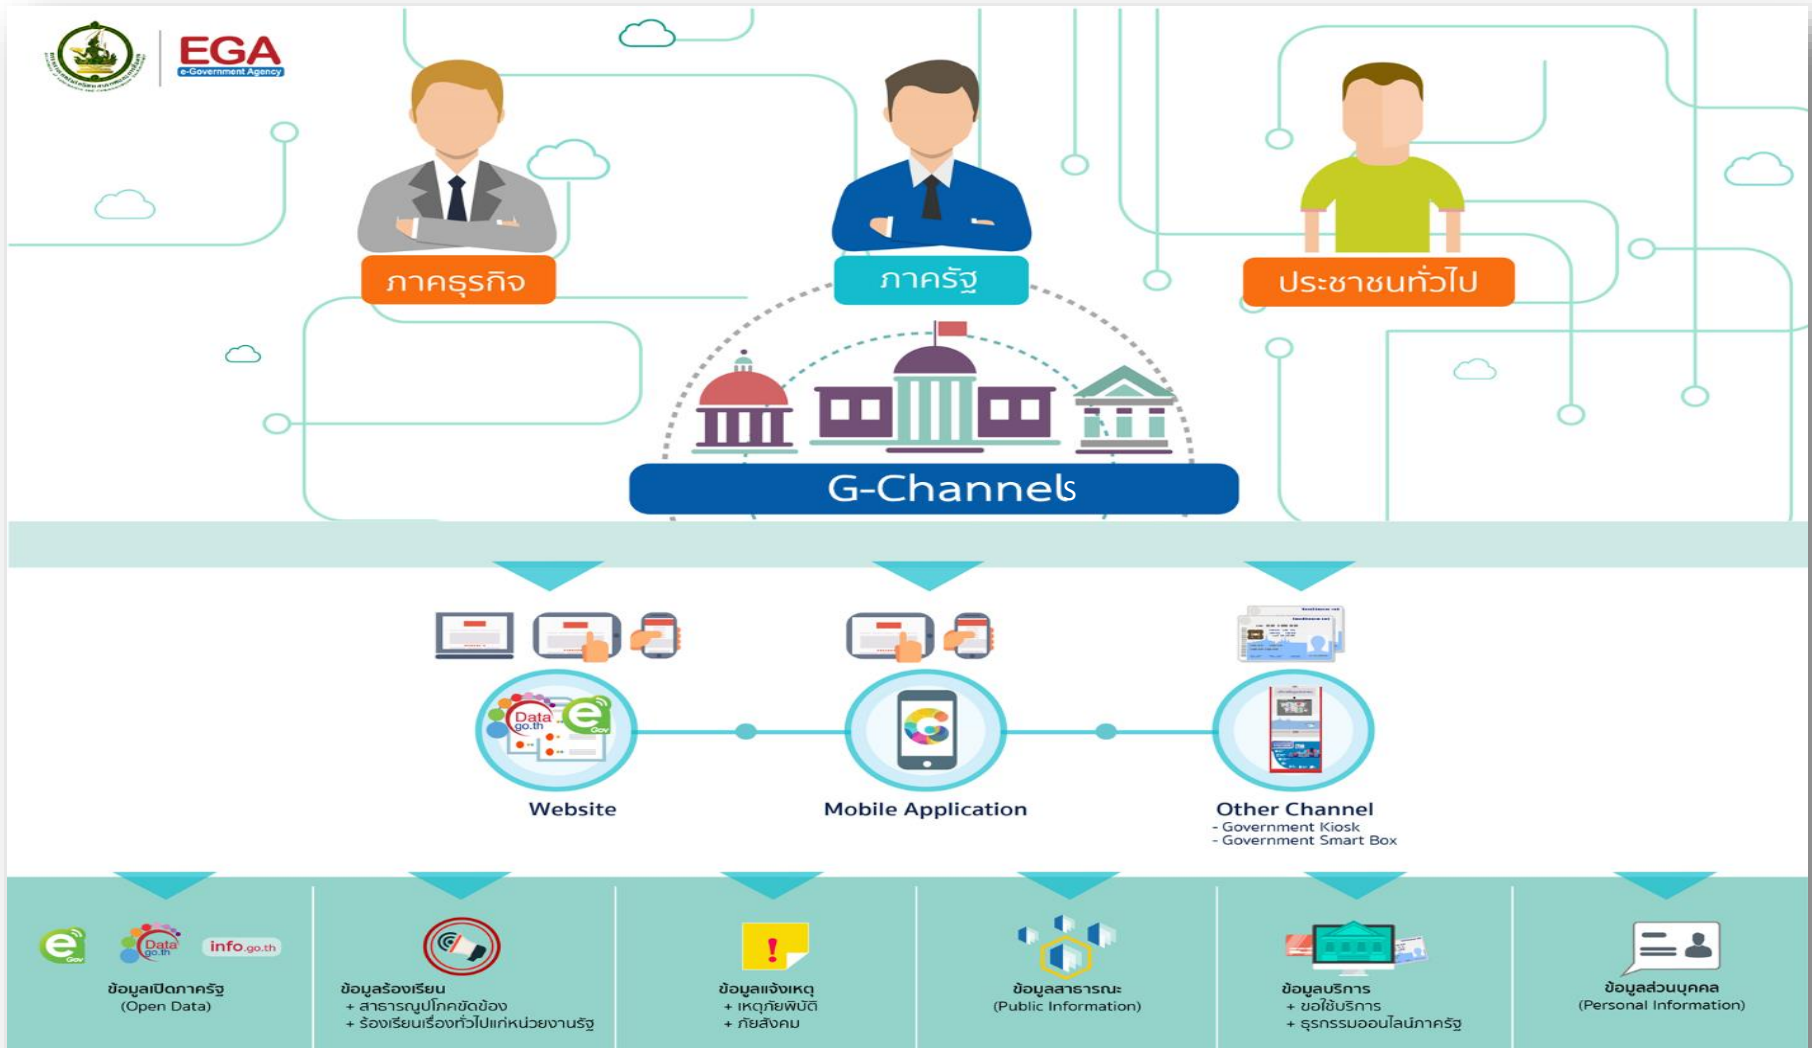 EGA
e-Government Agency
ภาคธุรกิจ
ภาครัฐ
ประชาชนทั่วไป
G-Channels
Data
go.th
e
Gov
Website
Mobile Application
Other Channel
- Government Kiosk
- Government Smart Box
e
Gov
Data
go.th
info.go.th
ข้อมูลเปิดภาครัฐ
(Open Data)
ข้อมูลร้องเรียน
+ สาธารณูปโภคขัดข้อง
+ ร้องเรียนเรื่องทั่วไปแก่หน่วยงานรัฐ
!
ข้อมูลแจ้งเหตุ
+ เหตุภัยพิบัติ
+ ภัยสังคม
ข้อมูลสาธารณะ
(Public Information)
ข้อมูลบริการ
+ ขอใช้บริการ
+ ธุรกรรมออนไลน์ภาครัฐ
ข้อมูลส่วนบุคคล
(Personal Information)